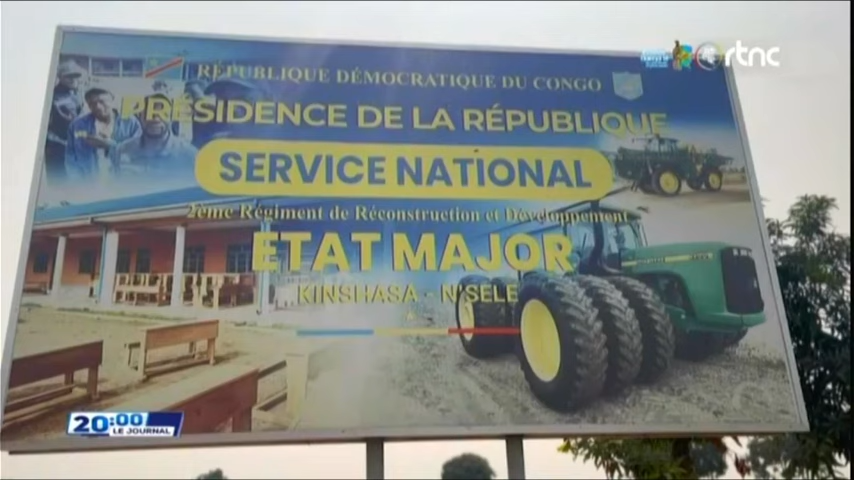 rtnc
RÉPUBLIQUE DÉMOCRATIQUE DU CONGO
PRÉSIDENCE DE LA RÉPUBLIQUE
SERVICE NATIONAL
2ème Régiment de Réconstruction et Développement
ETAT MAJOR
KINSHASA - N'SELE
20:00
LE JOURNAL